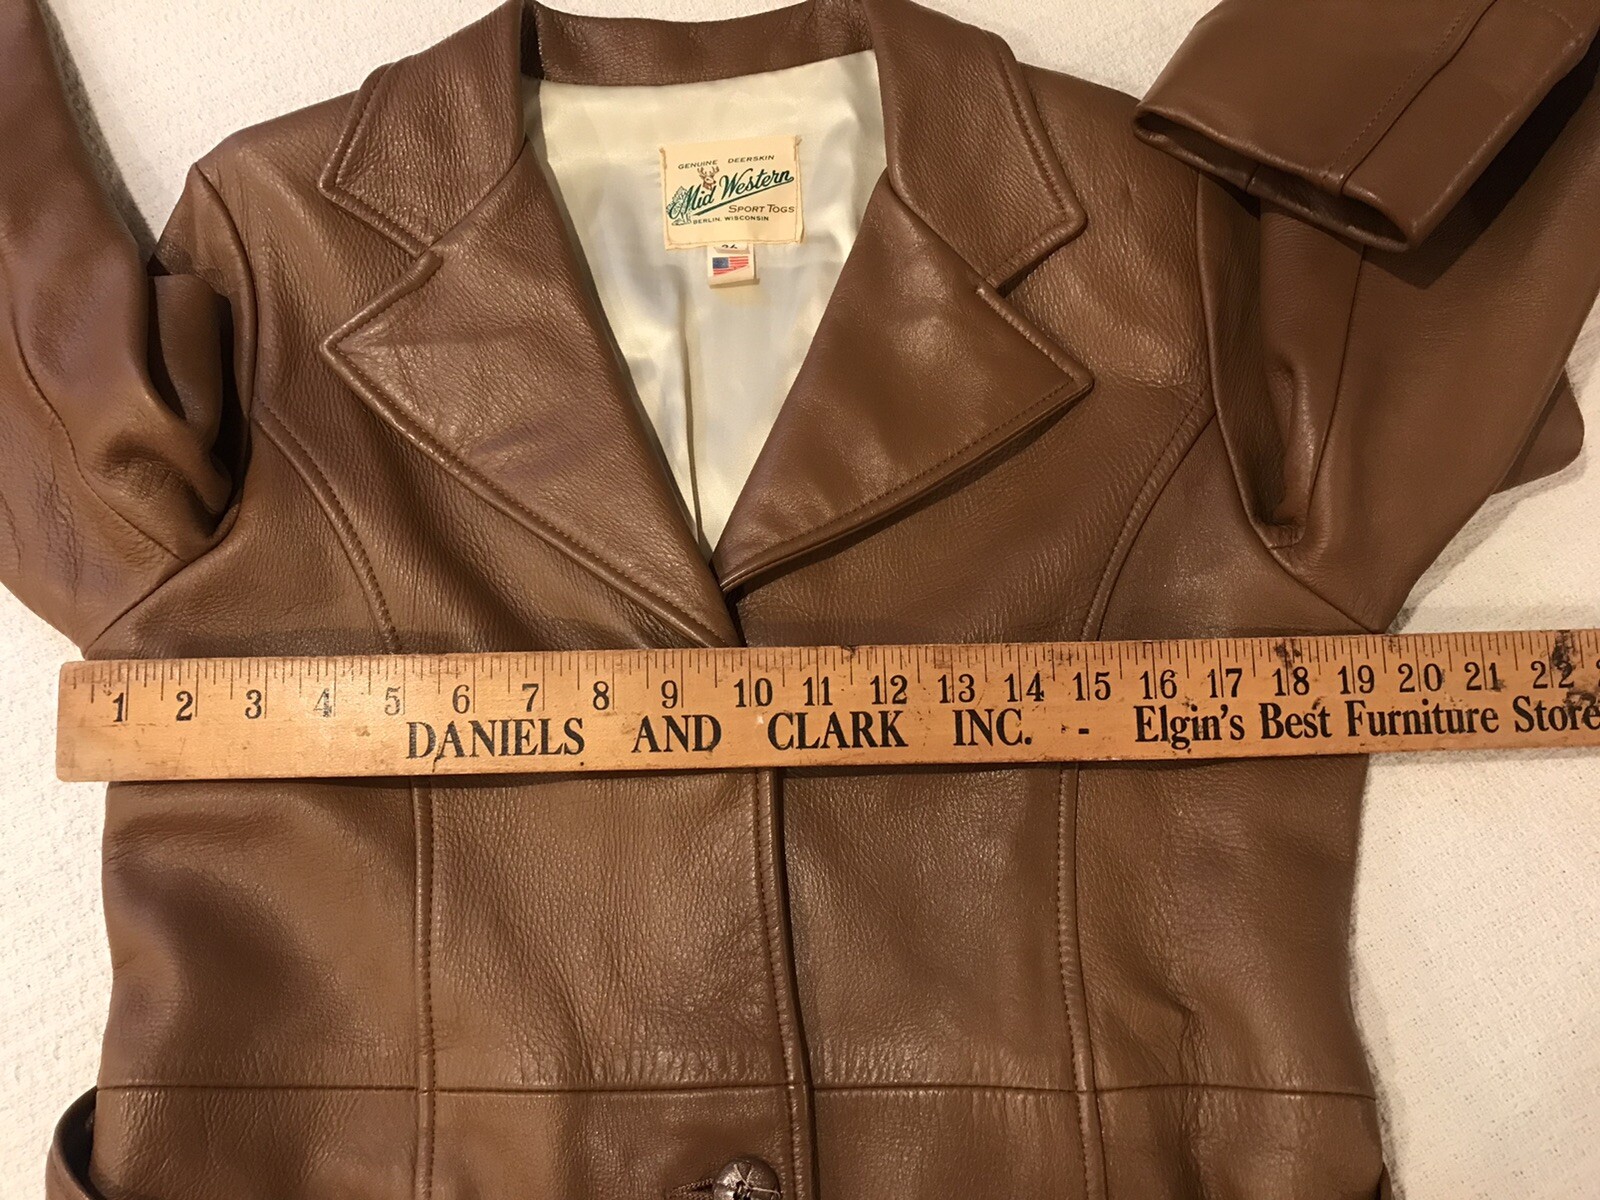 GENUINE DEERSKIN
Mid Western
SPORT TOGS
BERLIN, WISCONSIN
1 2 3 4 5 6 7 8 9 10 11 12 13 14 15 16 17 18 19 20 21 22
DANIELS AND CLARK INC. - Elgin's Best Furniture Store